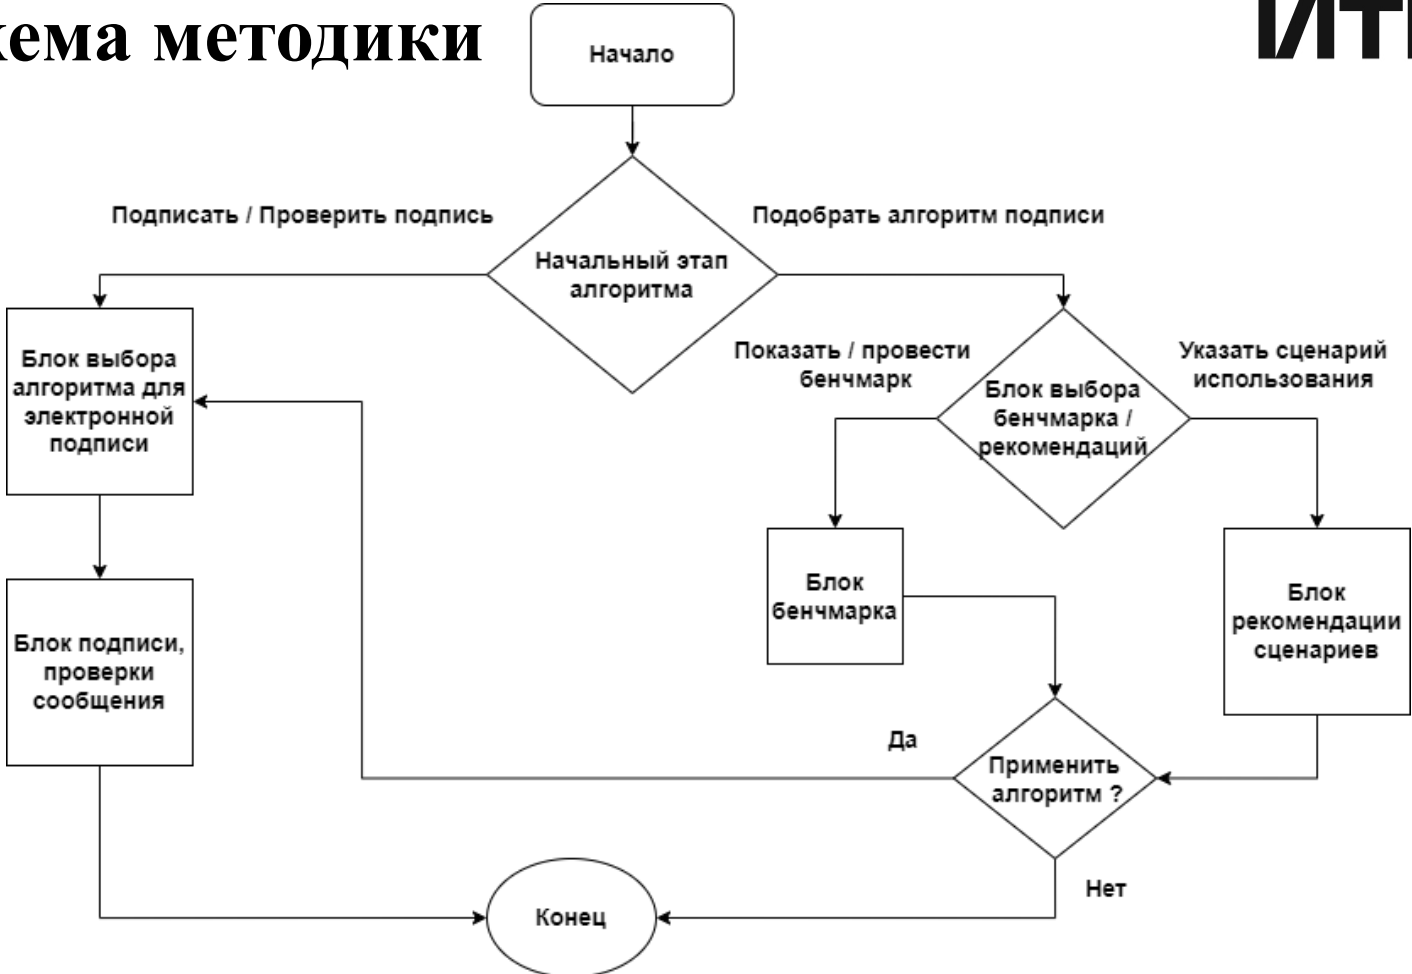 хема методики
ИТМ
Начало
Подписать / Проверить подпись
Подобрать алгоритм подписи
Начальный этап
алгоритма
Блок выбора
алгоритма для
электронной
подписи
Показать / провести
бенчмарк
Указать сценарий
использования
Блок выбора
бенчмарка /
рекомендаций
Блок
бенчмарка
Блок
рекомендации
сценариев
Блок подписи,
проверки
сообщения
Да
Применить
алгоритм ?
Нет
Конец